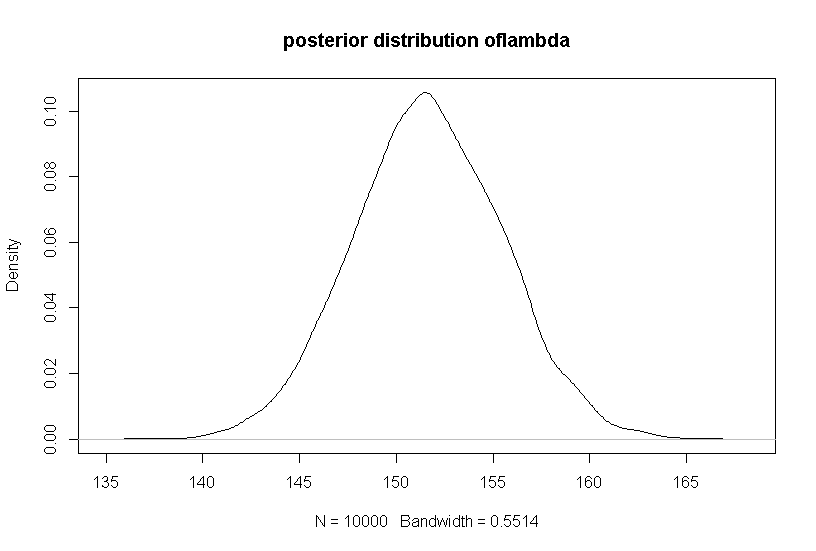 posterior distribution oflambda
Density
0.10
0.08
0.06
0.04
0.02
0.00
135 140 145 150 155 160 165
N = 10000 Bandwidth = 0.5514